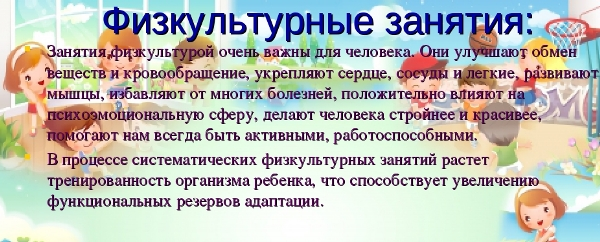 Физкультурные занятия:
Занятия физкультурой очень важны для человека. Они улучшают обмен
веществ и кровообращение, укрепляют сердце, сосуды и легкие, развивают
мышцы, избавляют от многих болезней, положительно влияют на
психоэмоциональную сферу, делают человека стройнее и красивее,
помогают нам всегда быть активными, работоспособными.
В процессе систематических физкультурных занятий растет
тренированность организма ребенка, что способствует увеличению
функциональных резервов адаптации.